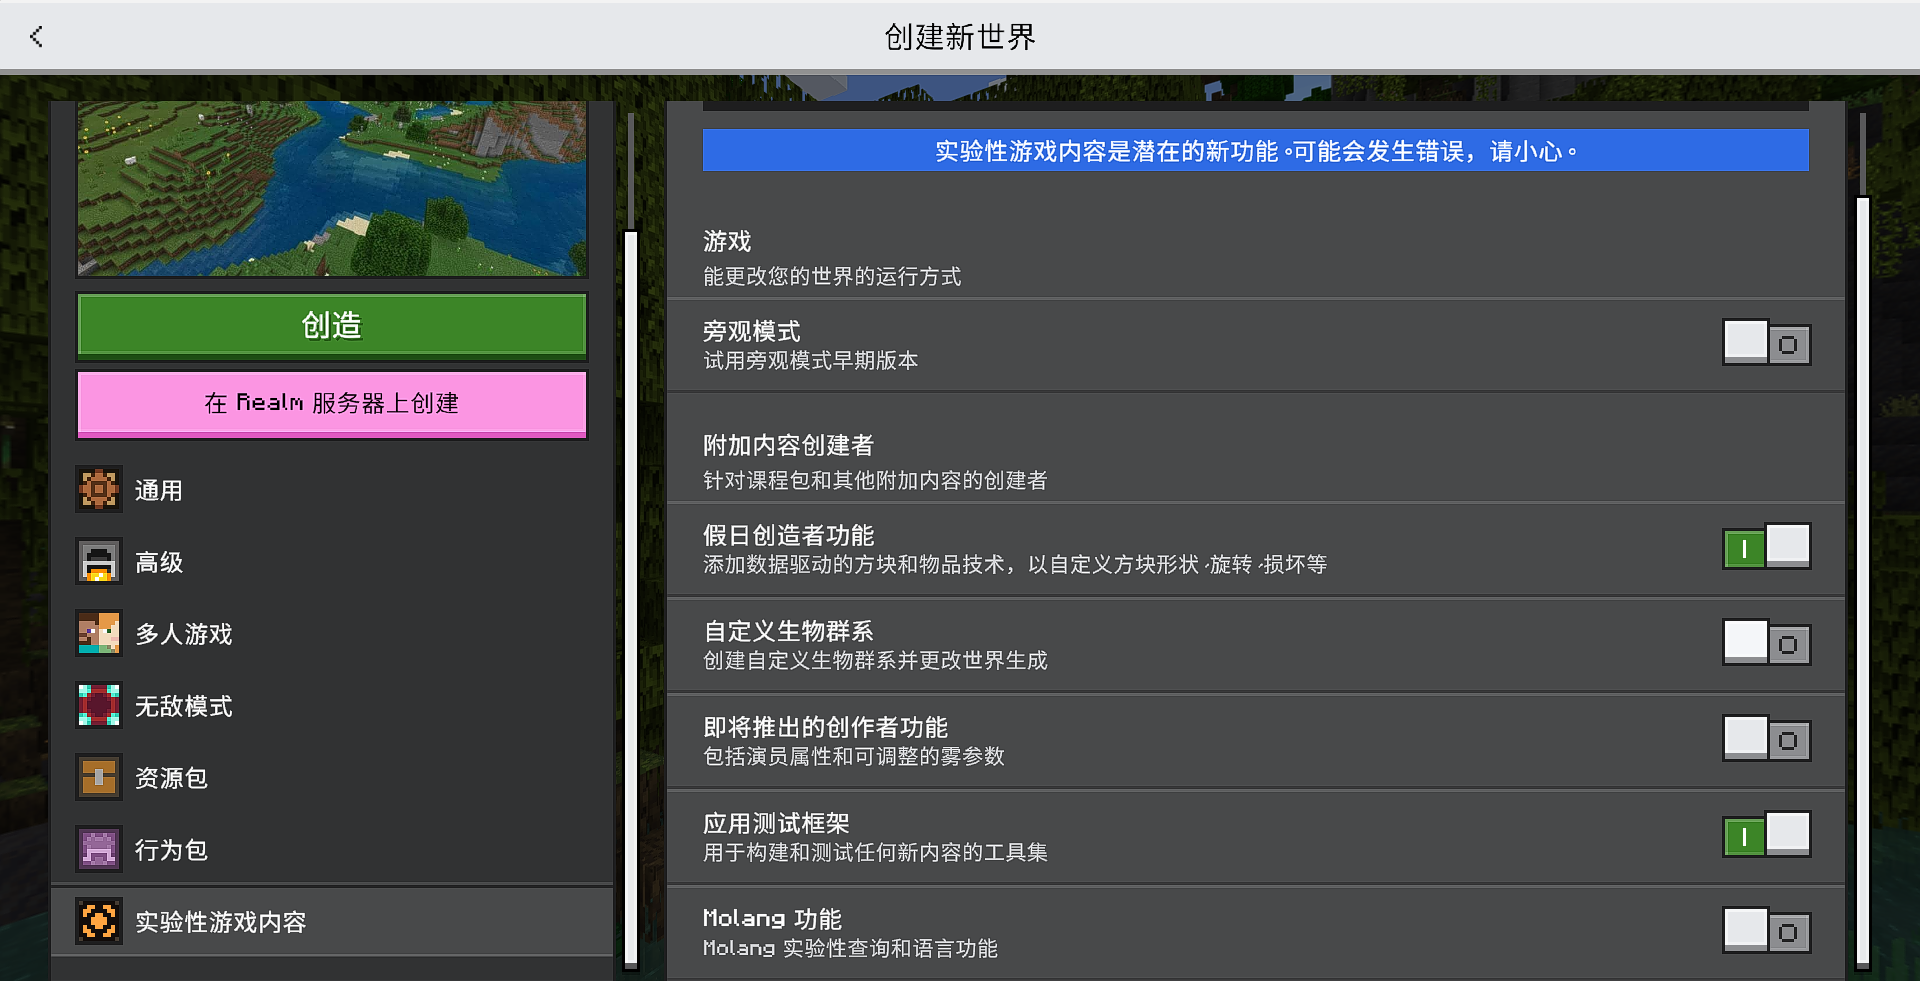 创建新世界
创造
在 Realm 服务器上创建
通用
高级
多人游戏
无敌模式
资源包
行为包
实验性游戏内容
实验性游戏内容是潜在的新功能。可能会发生错误，请小心。
游戏
能更改您的世界的运行方式
旁观模式
试用旁观模式早期版本
附加内容创建者
针对课程包和其他附加内容的创建者
假日创造者功能
添加数据驱动的方块和物品技术，以自定义方块形状、旋转、损坏等
自定义生物群系
创建自定义生物群系并更改世界生成
即将推出的创作者功能
包括演员属性和可调整的雾参数
应用测试框架
用于构建和测试任何新内容的工具集
Molang 功能
Molang 实验性查询和语言功能